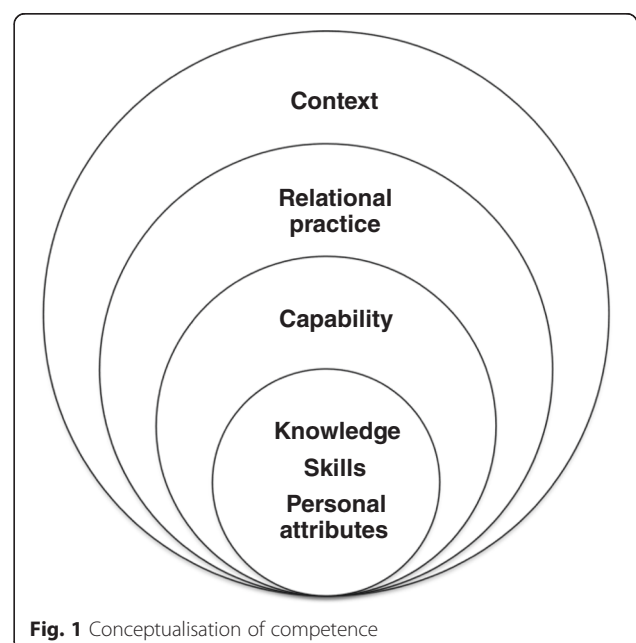 Context
Relational
practice
Capability
Knowledge
Skills
Personal
attributes
Fig. 1 Conceptualisation of competence